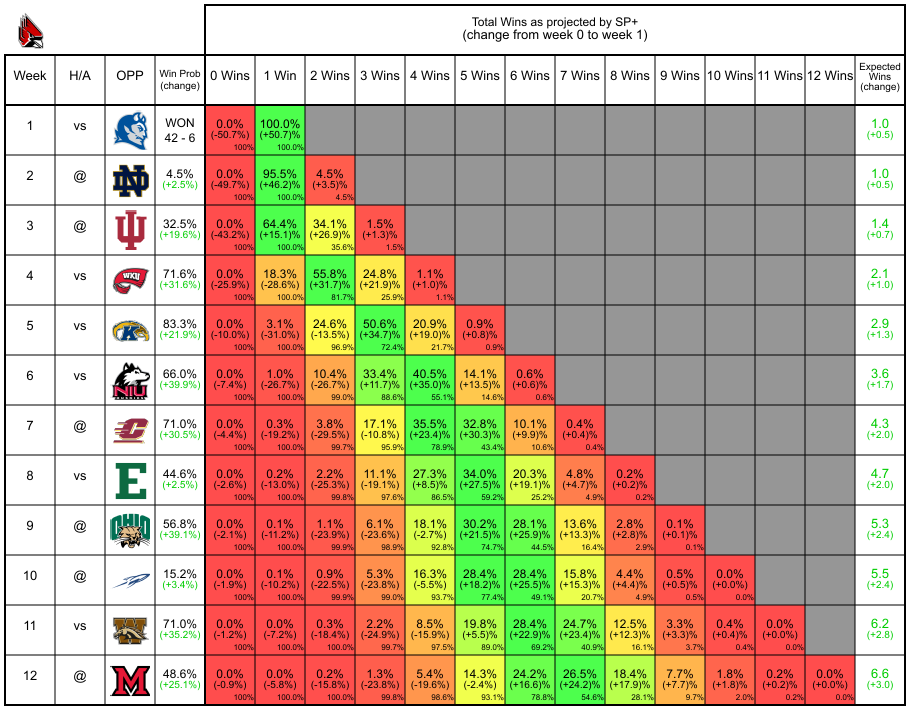 Total Wins as projected by SP+
(change from week 0 to week 1)
Week H/A OPP Win Prob (change) 0 Wins 1 Win 2 Wins 3 Wins 4 Wins 5 Wins 6 Wins 7 Wins 8 Wins 9 Wins 10 Wins 11 Wins 12 Wins Expected Wins (change)
1 vs WON 0.0% 100.0% 1.0
42 - 6 (-50.7%) (+50.7)% (+0.5)
100% 100.0%
2 @ ND 4.5% 0.0% 95.5% 4.5% 1.0
(+2.5%) (-49.7%) (+46.2)% (+3.5)% (+0.5)
100% 100.0% 4.5%
3 @ 32.5% 0.0% 64.4% 34.1% 1.5% 1.4
(+19.6%) (-43.2%) (+15.1)% (+26.9)% (+1.3)% (+0.7)
100% 100.0% 35.6% 1.5%
4 vs WKU 71.6% 0.0% 18.3% 55.8% 24.8% 1.1% 2.1
(+31.6%) (-25.9%) (-28.6%) (+31.7)% (+21.9)% (+1.0)% (+1.0)
100% 100.0% 81.7% 25.9% 1.1%
5 vs K 83.3% 0.0% 3.1% 24.6% 50.6% 20.9% 0.9% 2.9
(+21.9%) (-10.0%) (-31.0%) (-13.5%) (+34.7)% (+19.0)% (+0.8)% (+1.3)
100% 100.0% 96.9% 72.4% 21.7% 0.9%
6 vs NIU 66.0% 0.0% 1.0% 10.4% 33.4% 40.5% 14.1% 0.6% 3.6
(+39.9%) (-7.4%) (-26.7%) (-26.7%) (+11.7)% (+35.0)% (+13.5)% (+0.6)% (+1.7)
100% 100.0% 99.0% 88.6% 55.1% 14.6% 0.6%
7 @ C 71.0% 0.0% 0.3% 3.8% 17.1% 35.5% 32.8% 10.1% 0.4% 4.3
(+30.5%) (-4.4%) (-19.2%) (-29.5%) (-10.8%) (+23.4)% (+30.3)% (+9.9)% (+0.4)% (+2.0)
100% 100.0% 99.7% 95.9% 78.9% 43.4% 10.6% 0.4%
8 vs E 44.6% 0.0% 0.2% 2.2% 11.1% 27.3% 34.0% 20.3% 4.8% 0.2% 4.7
(+2.5%) (-2.6%) (-13.0%) (-25.3%) (-19.1%) (+8.5)% (+27.5)% (+19.1)% (+4.7)% (+0.2)% (+2.0)
100% 100.0% 99.8% 97.6% 86.5% 59.2% 25.2% 4.9% 0.2%
9 @ OHIO 56.8% 0.0% 0.1% 1.1% 6.1% 18.1% 30.2% 28.1% 13.6% 2.8% 0.1% 5.3
(+39.1%) (-2.1%) (-11.2%) (-23.9%) (-23.6%) (-2.7%) (+21.5)% (+25.9)% (+13.3)% (+2.8)% (+0.1)% (+2.4)
100% 100.0% 99.9% 98.9% 92.8% 74.7% 44.5% 16.4% 2.9% 0.1%
10 @ 15.2% 0.0% 0.1% 0.9% 5.3% 16.3% 28.4% 28.4% 15.8% 4.4% 0.5% 0.0% 5.5
(+3.4%) (-1.9%) (-10.2%) (-22.5%) (-23.8%) (-5.5%) (+18.2)% (+25.5)% (+15.3)% (+4.4)% (+0.5)% (+0.0)% (+2.4)
100% 100.0% 99.9% 99.0% 93.7% 77.4% 49.1% 20.7% 4.9% 0.5% 0.0%
11 vs W 71.0% 0.0% 0.0% 0.3% 2.2% 8.5% 19.8% 28.4% 24.7% 12.5% 3.3% 0.4% 0.0% 6.2
(+35.2%) (-1.2%) (-7.2%) (-18.4%) (-24.9%) (-15.9%) (+5.5)% (+22.9)% (+23.4)% (+12.3)% (+3.3)% (+0.4)% (+0.0)% (+2.8)
100% 100.0% 100.0% 99.7% 97.5% 89.0% 69.2% 40.9% 16.1% 3.7% 0.4% 0.0%
12 @ M 48.6% 0.0% 0.0% 0.2% 1.3% 5.4% 14.3% 24.2% 26.5% 18.4% 7.7% 1.8% 0.2% 0.0% 6.6
(+25.1%) (-0.9%) (-5.8%) (-15.8%) (-23.8%) (-19.6%) (-2.4%) (+16.6)% (+24.2)% (+17.9)% (+7.7)% (+1.8)% (+0.2)% (+0.0)% (+3.0)
100% 100.0% 100.0% 99.8% 98.6% 93.1% 78.8% 54.6% 28.1% 9.7% 2.0% 0.2% 0.0%